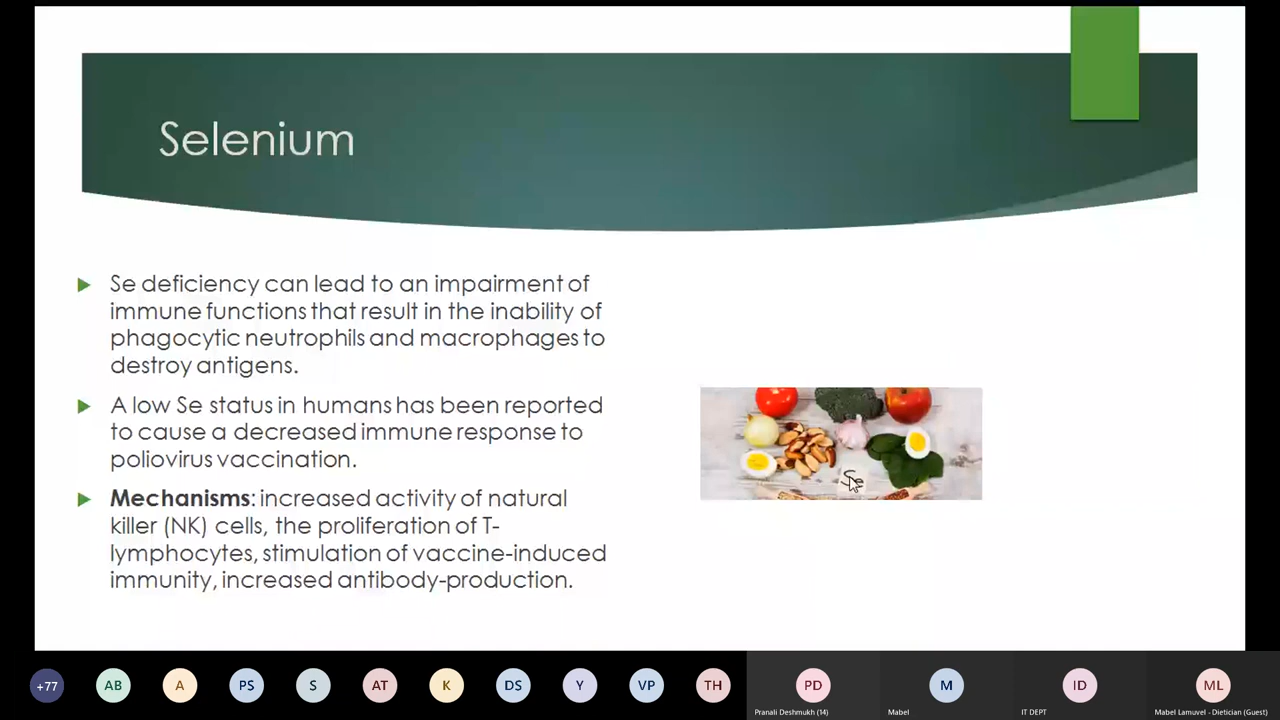 Selenium
Se deficiency can lead to an impairment of
immune functions that result in the inability of
phagocytic neutrophils and macrophages to
destroy antigens.
A low Se status in humans has been reported
to cause a decreased immune response to
poliovirus vaccination.
Mechanisms: increased activity of natural
killer (NK) cells, the proliferation of T-
lymphocytes, stimulation of vaccine-induced
immunity, increased antibody-production.
Se
+77 AB A PS S AT K DS Y VP TH PD M ID ML
Pranali Deshmukh (14) Mabel IT DEPT Mabel Lamuvel - Dietician (Guest)